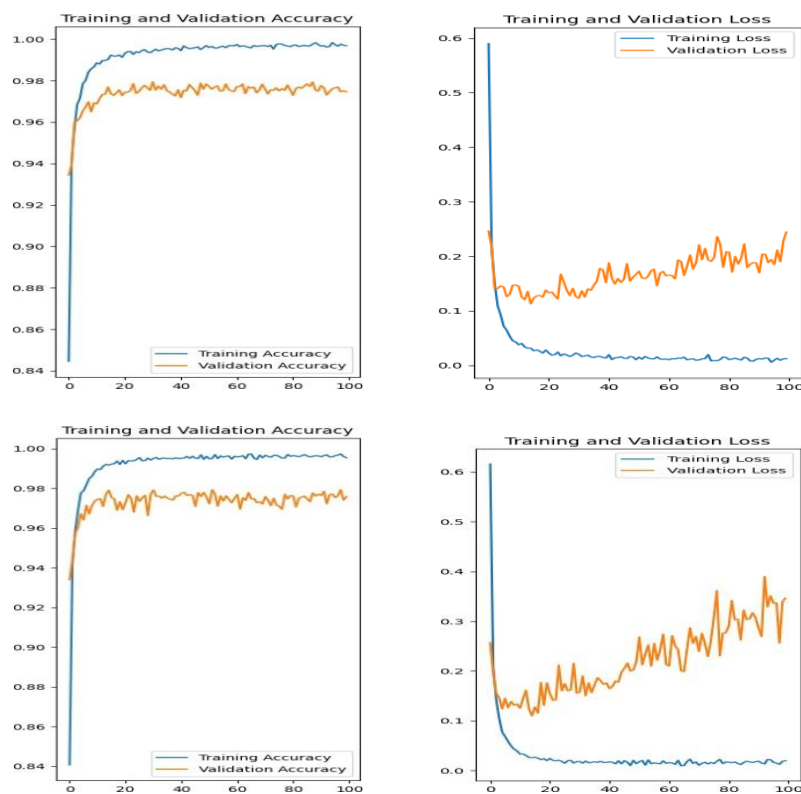 Training and Validation Accuracy
1.00
0.98
0.96
0.94
0.92
0.90
0.88
0.86
0.84
Training Accuracy
Validation Accuracy
0 20 40 60 80 100
Training and Validation Loss
0.6
0.5
0.4
0.3
0.2
0.1
0.0
Training Loss
Validation Loss
0 20 40 60 80 100
Training and Validation Accuracy
1.00
0.98
0.96
0.94
0.92
0.90
0.88
0.86
0.84
Training Accuracy
Validation Accuracy
0 20 40 60 80 100
Training and Validation Loss
0.6
0.5
0.4
0.3
0.2
0.1
0.0
Training Loss
Validation Loss
0 20 40 60 80 100